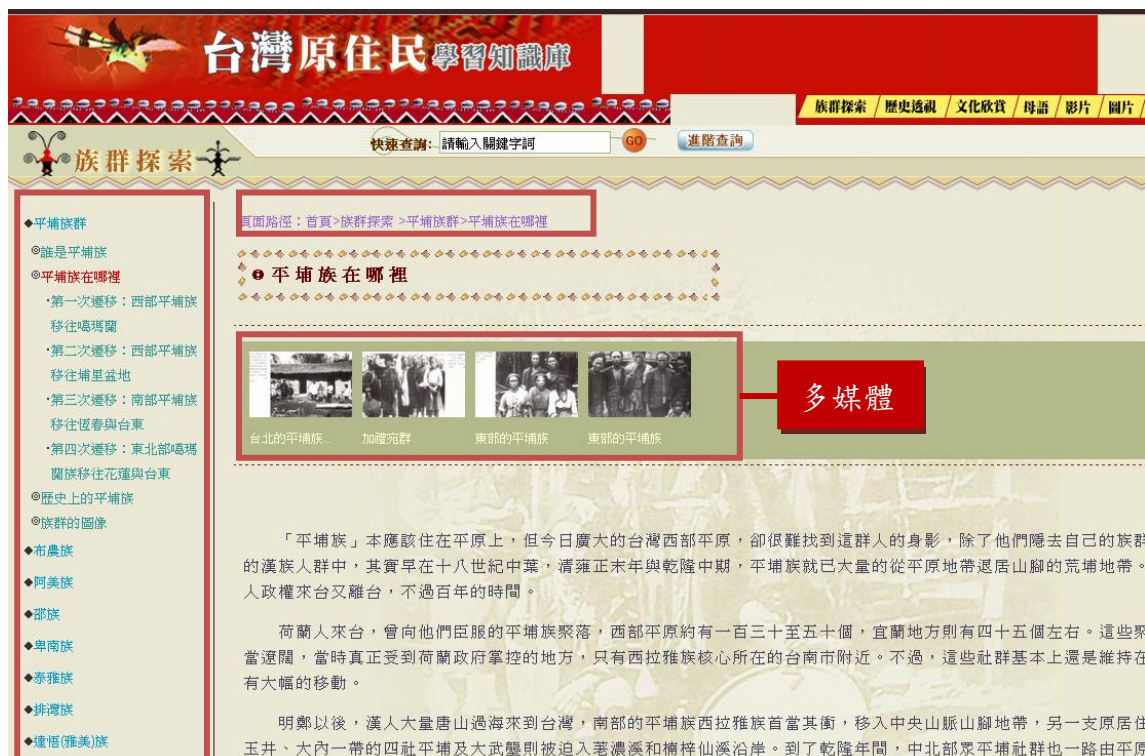 台灣原住民學習知識庫
族群探索 / 歷史透視 / 文化欣賞 / 母語 / 影片 / 圖片 /
族群探索
快速查詢: 請輸入關鍵字詞 GO 進階查詢
◆平埔族群
◎誰是平埔族
◎平埔族在哪裡
‧第一次遷移：西部平埔族
移往噶瑪蘭
‧第二次遷移：西部平埔族
移往埔里盆地
‧第三次遷移：南部平埔族
移往恆春與台東
‧第四次遷移：東北部噶瑪
蘭族移往花蓮與台東
◎歷史上的平埔族
◎族群的圖像
◆布農族
◆阿美族
◆邵族
◆卑南族
◆泰雅族
◆排灣族
◆達悟(雅美)族
頁面路徑：首頁>族群探索 >平埔族群>平埔族在哪裡
平埔族在哪裡
台北的平埔族... 加禮宛群 東部的平埔族 東部的平埔族
多媒體
「平埔族」本應該住在平原上，但今日廣大的台灣西部平原，卻很難找到這群人的身影，除了他們隱去自己的族群
的漢族人群中，其實早在十八世紀中葉，清雍正末年與乾隆中期，平埔族就已大量的從平原地帶退居山腳的荒埔地帶。
人政權來台又離台，不過百年的時間。
荷蘭人來台，曾向他們臣服的平埔族聚落，西部平原約有一百三十至五十個，宜蘭地方則有四十五個左右。這些聚
當遼闊，當時真正受到荷蘭政府掌控的地方，只有西拉雅族核心所在的台南市附近。不過，這些社群基本上還是維持在
有大幅的移動。
明鄭以後，漢人大量唐山過海來到台灣，南部的平埔族西拉雅族首當其衝，移入中央山脈山腳地帶，另一支原居住
玉井、大內一帶的四社平埔及大武壠則被迫入荖濃溪和楠梓仙溪沿岸。到了乾隆年間，中北部眾平埔社群也一路由平原